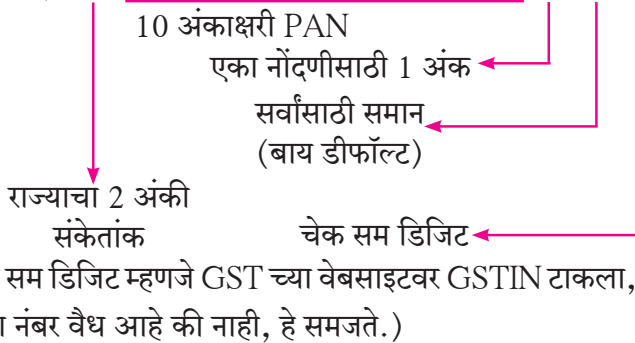 10 अंकाक्षरी PAN
एका नोंदणीसाठी 1 अंक
सर्वांसाठी समान
(बाय डीफॉल्ट)
राज्याचा 2 अंकी
संकेतांक
चेक सम डिजिट
सम डिजिट म्हणजे GST च्या वेबसाइटवर GSTIN टाकला,
नंबर वैध आहे की नाही, हे समजते.)